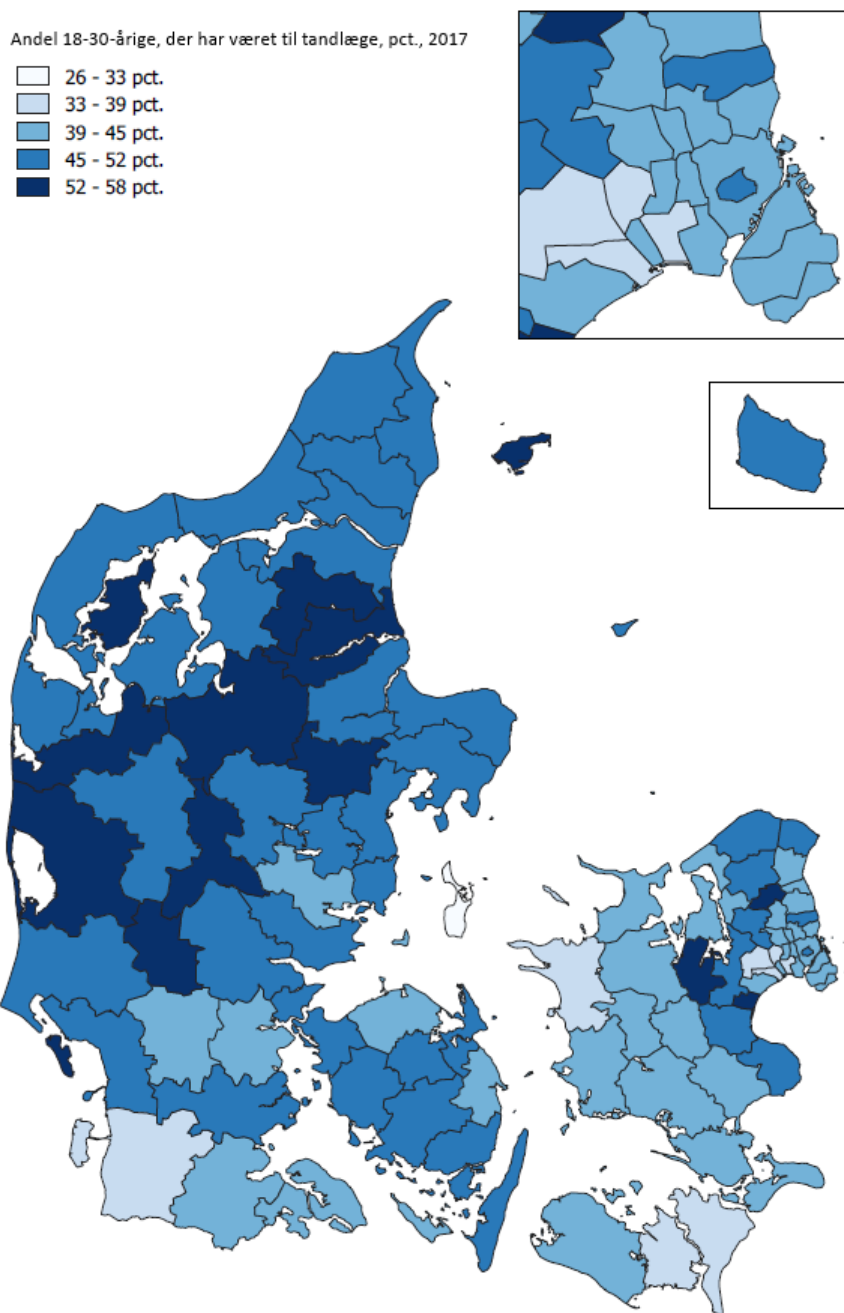 Andel 18-30-årige, der har været til tandlæge, pct., 2017
26 - 33 pct.
33 - 39 pct.
39 - 45 pct.
45 - 52 pct.
52 - 58 pct.